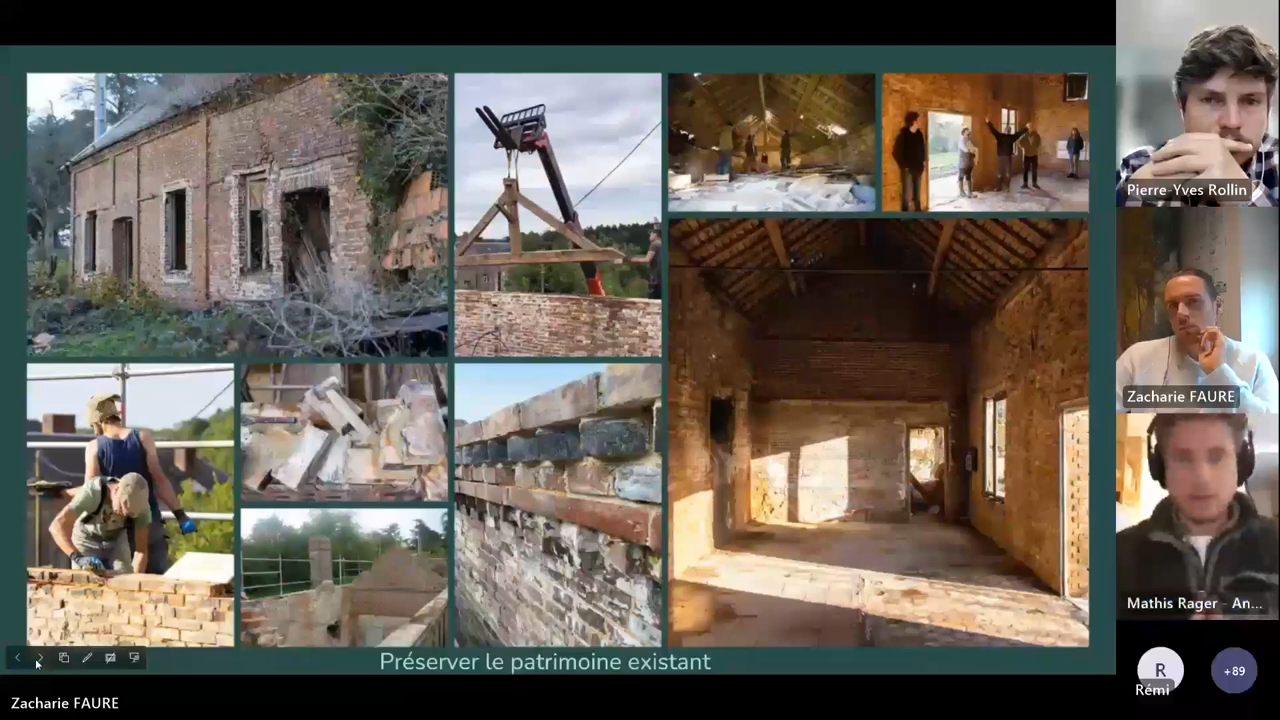 Pierre-Yves Rollin
Zacharie FAURE
Mathis Rager - An...
R
Rémi
+89
Préserver le patrimoine existant
Zacharie FAURE